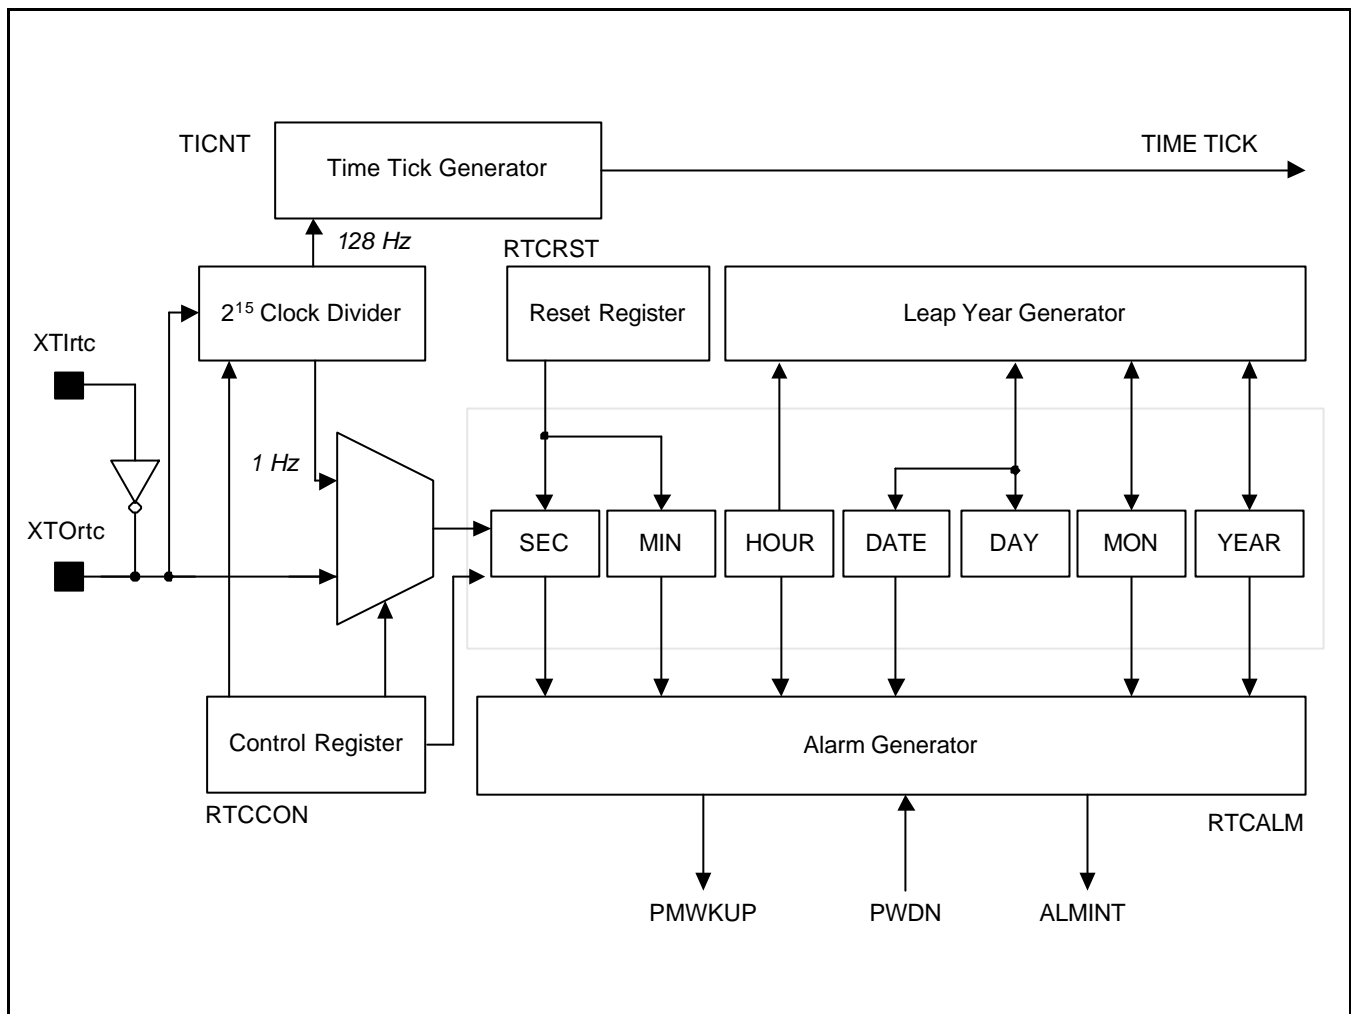 TICNT
Time Tick Generator
TIME TICK
128 Hz
RTCRST
2¹⁵ Clock Divider
Reset Register
Leap Year Generator
XTIrtc
1 Hz
XTOrtc
SEC
MIN
HOUR
DATE
DAY
MON
YEAR
Control Register
Alarm Generator
RTCCON
RTCALM
PMWKUP
PWDN
ALMINT